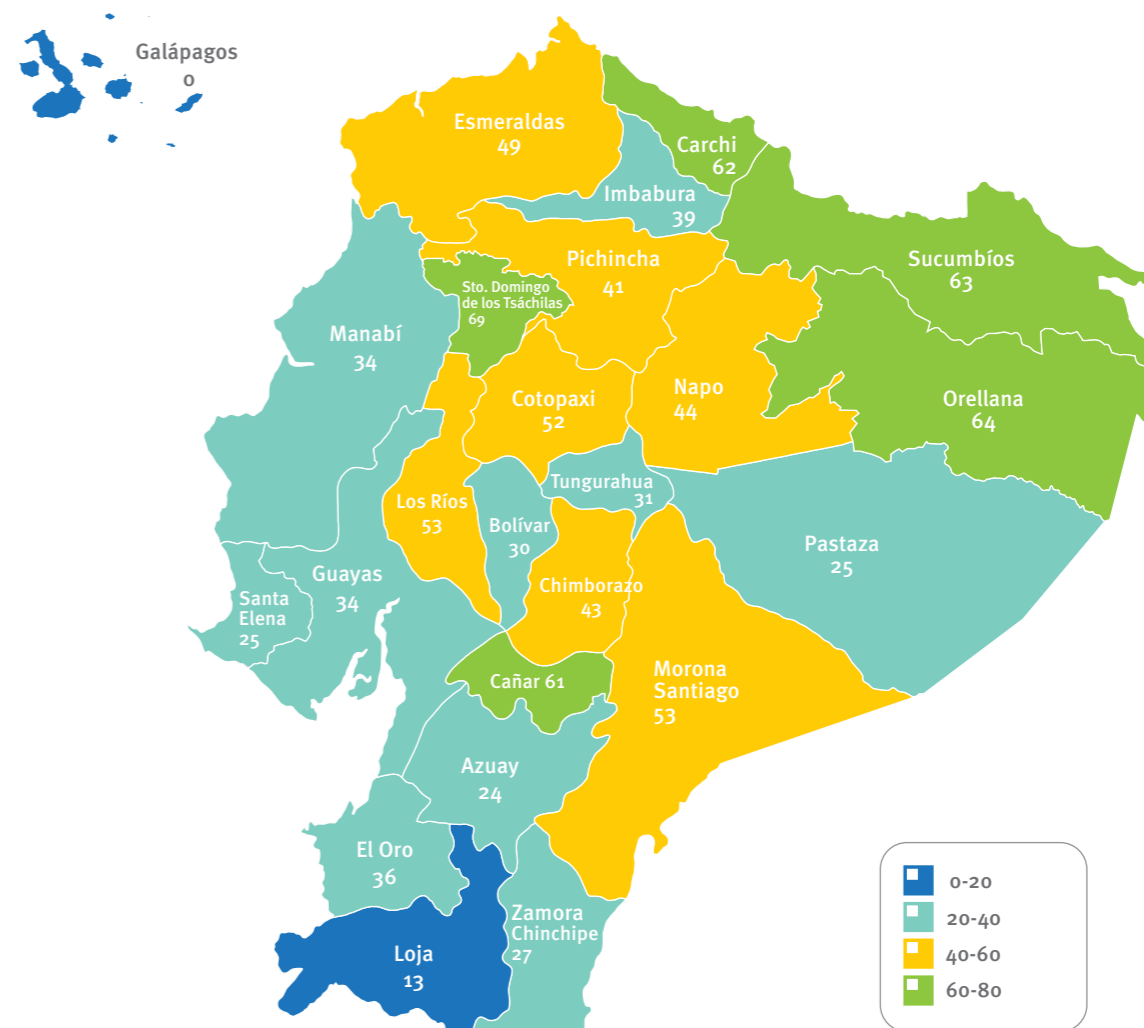 Galápagos
0
Esmeraldas
49
Carchi
62
Imbabura
39
Pichincha
41
Sucumbíos
63
Sto. Domingo
de los Tsáchilas
69
Manabí
34
Cotopaxi
52
Napo
44
Orellana
64
Tungurahua
31
Los Ríos
53
Bolívar
30
Pastaza
25
Guayas
34
Chimborazo
43
Santa
Elena
25
Morona
Santiago
53
Cañar 61
Azuay
24
El Oro
36
Zamora
Chinchipe
27
Loja
13
0-20
20-40
40-60
60-80